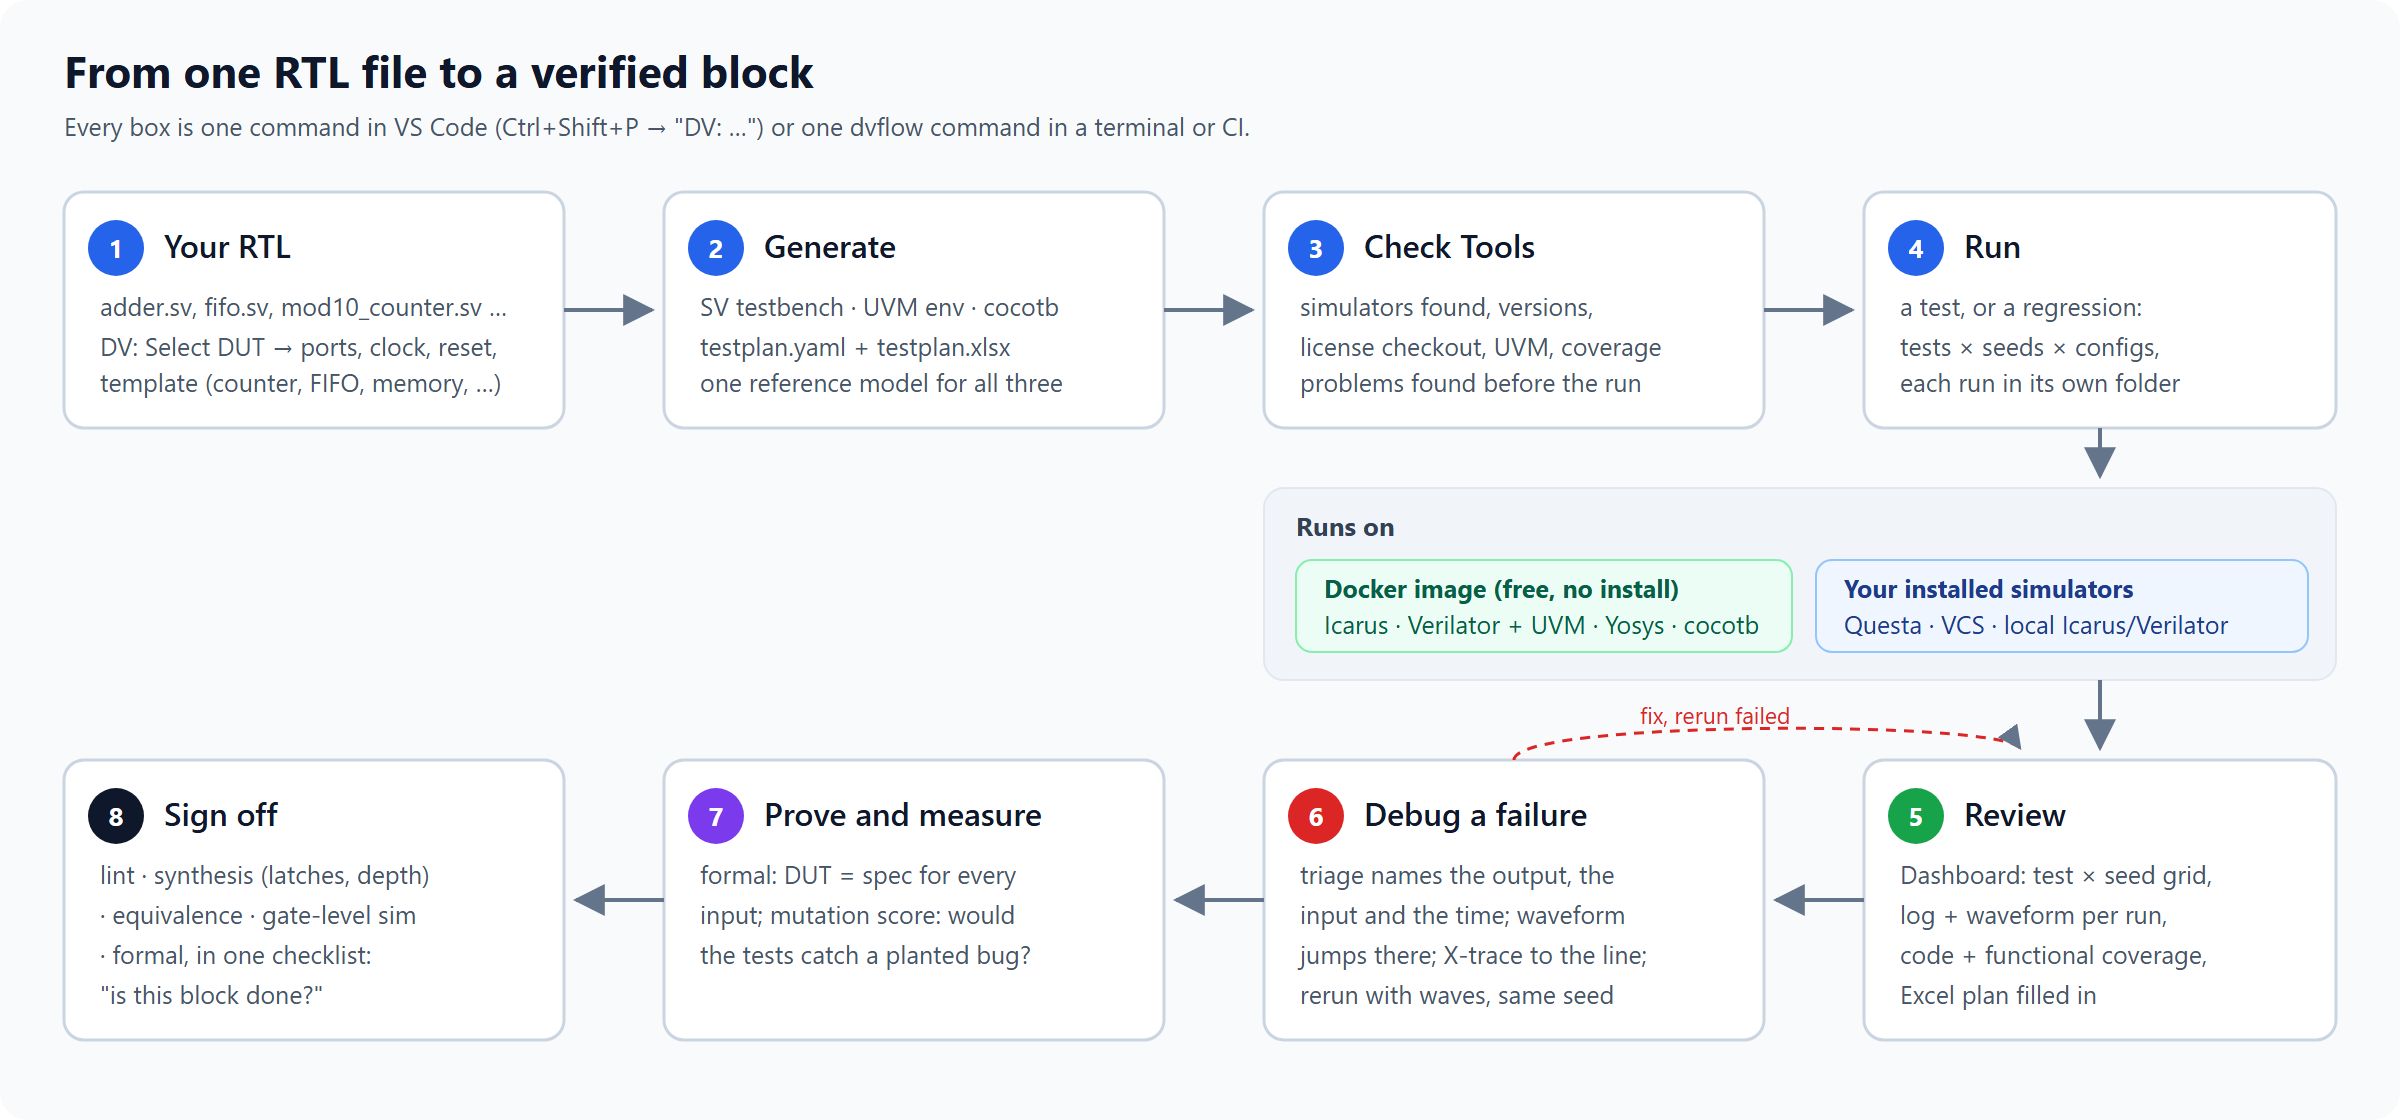 From one RTL file to a verified block
Every box is one command in VS Code (Ctrl+Shift+P → "DV: ...") or one dvflow command in a terminal or CI.
1 Your RTL
adder.sv, fifo.sv, mod10_counter.sv ...
DV: Select DUT → ports, clock, reset,
template (counter, FIFO, memory, ...)
2 Generate
SV testbench · UVM env · cocotb
testplan.yaml + testplan.xlsx
one reference model for all three
3 Check Tools
simulators found, versions,
license checkout, UVM, coverage
problems found before the run
4 Run
a test, or a regression:
tests × seeds × configs,
each run in its own folder
Runs on
Docker image (free, no install)
Icarus · Verilator + UVM · Yosys · cocotb
Your installed simulators
Questa · VCS · local Icarus/Verilator
fix, rerun failed
8 Sign off
lint · synthesis (latches, depth)
· equivalence · gate-level sim
· formal, in one checklist:
"is this block done?"
7 Prove and measure
formal: DUT = spec for every
input; mutation score: would
the tests catch a planted bug?
6 Debug a failure
triage names the output, the
input and the time; waveform
jumps there; X-trace to the line;
rerun with waves, same seed
5 Review
Dashboard: test × seed grid,
log + waveform per run,
code + functional coverage,
Excel plan filled in